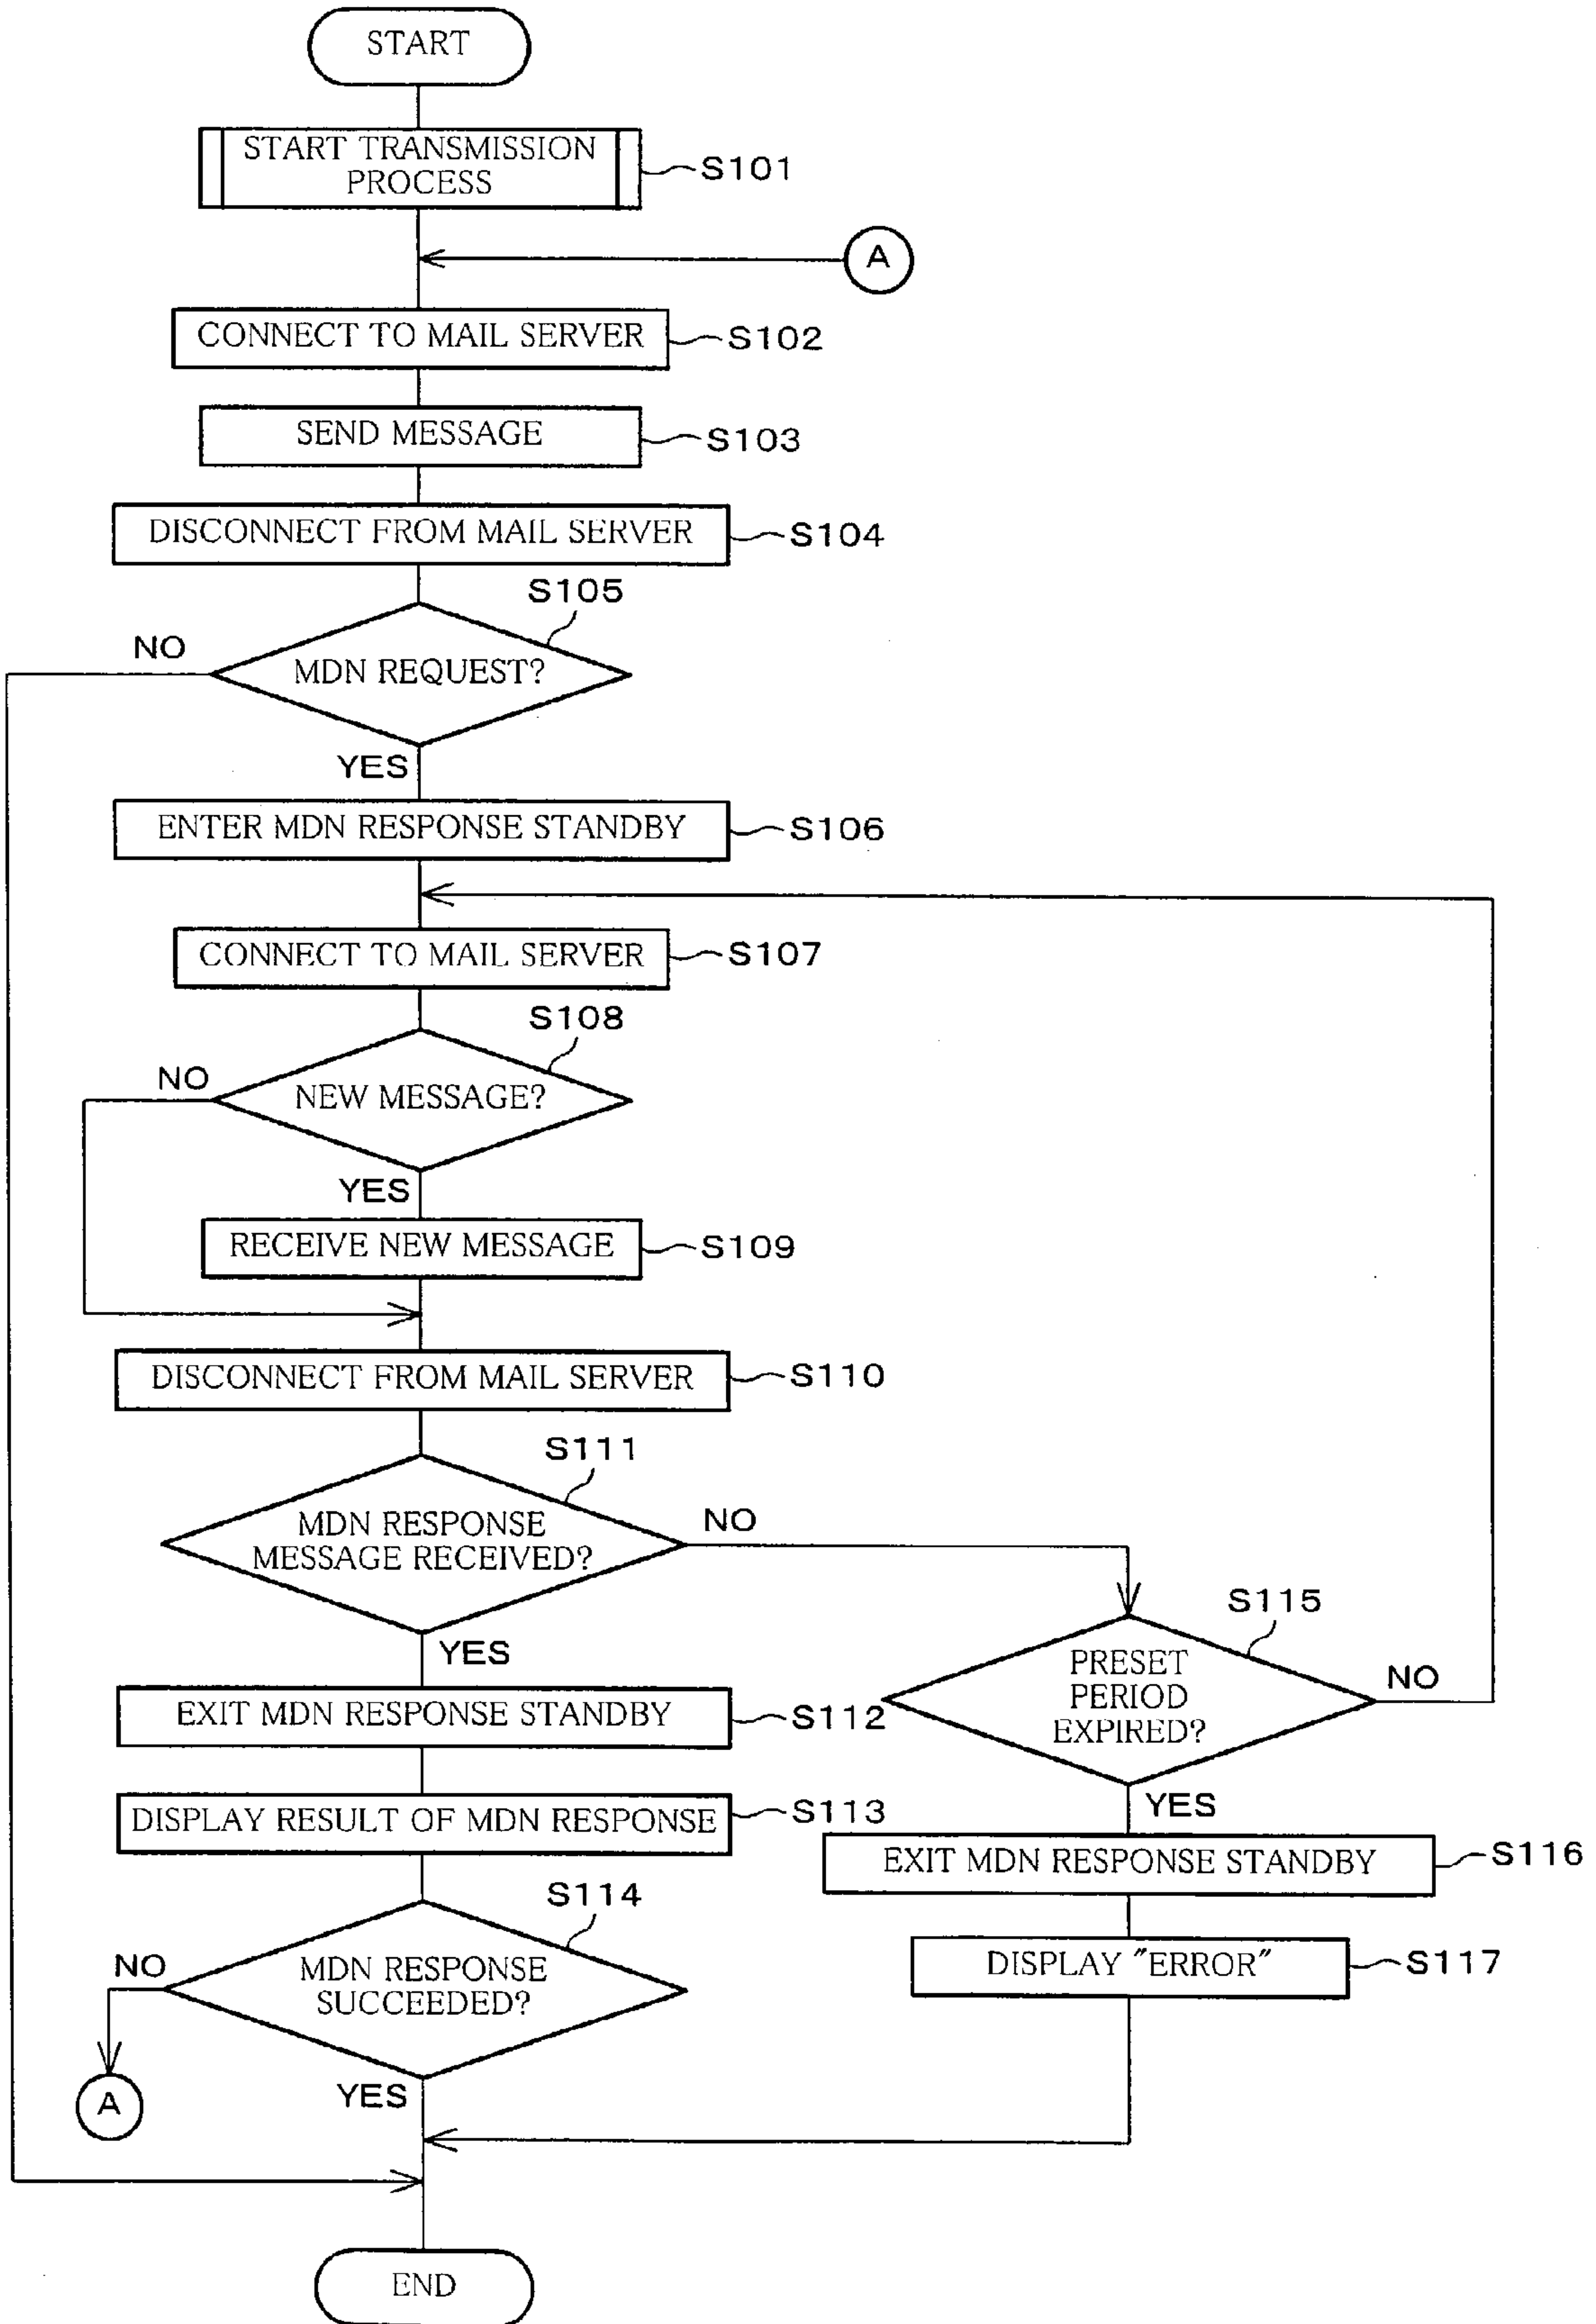 START
START TRANSMISSION
PROCESS
S101
A
CONNECT TO MAIL SERVER
S102
SEND MESSAGE
S103
DISCONNECT FROM MAIL SERVER
S104
S105
NO
MDN REQUEST?
YES
ENTER MDN RESPONSE STANDBY
S106
CONNECT TO MAIL SERVER
S107
S108
NO
NEW MESSAGE?
YES
RECEIVE NEW MESSAGE
S109
DISCONNECT FROM MAIL SERVER
S110
S111
MDN RESPONSE
MESSAGE RECEIVED?
NO
YES
S115
PRESET
PERIOD
EXPIRED?
NO
YES
EXIT MDN RESPONSE STANDBY
S112
DISPLAY RESULT OF MDN RESPONSE
S113
EXIT MDN RESPONSE STANDBY
S116
S114
NO
MDN RESPONSE
SUCCEEDED?
DISPLAY "ERROR"
S117
A
YES
END